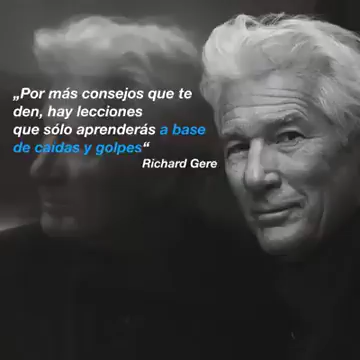 „Por más consejos que te
den, hay lecciones
que sólo aprenderás a base
de caídas y golpes“
Richard Gere